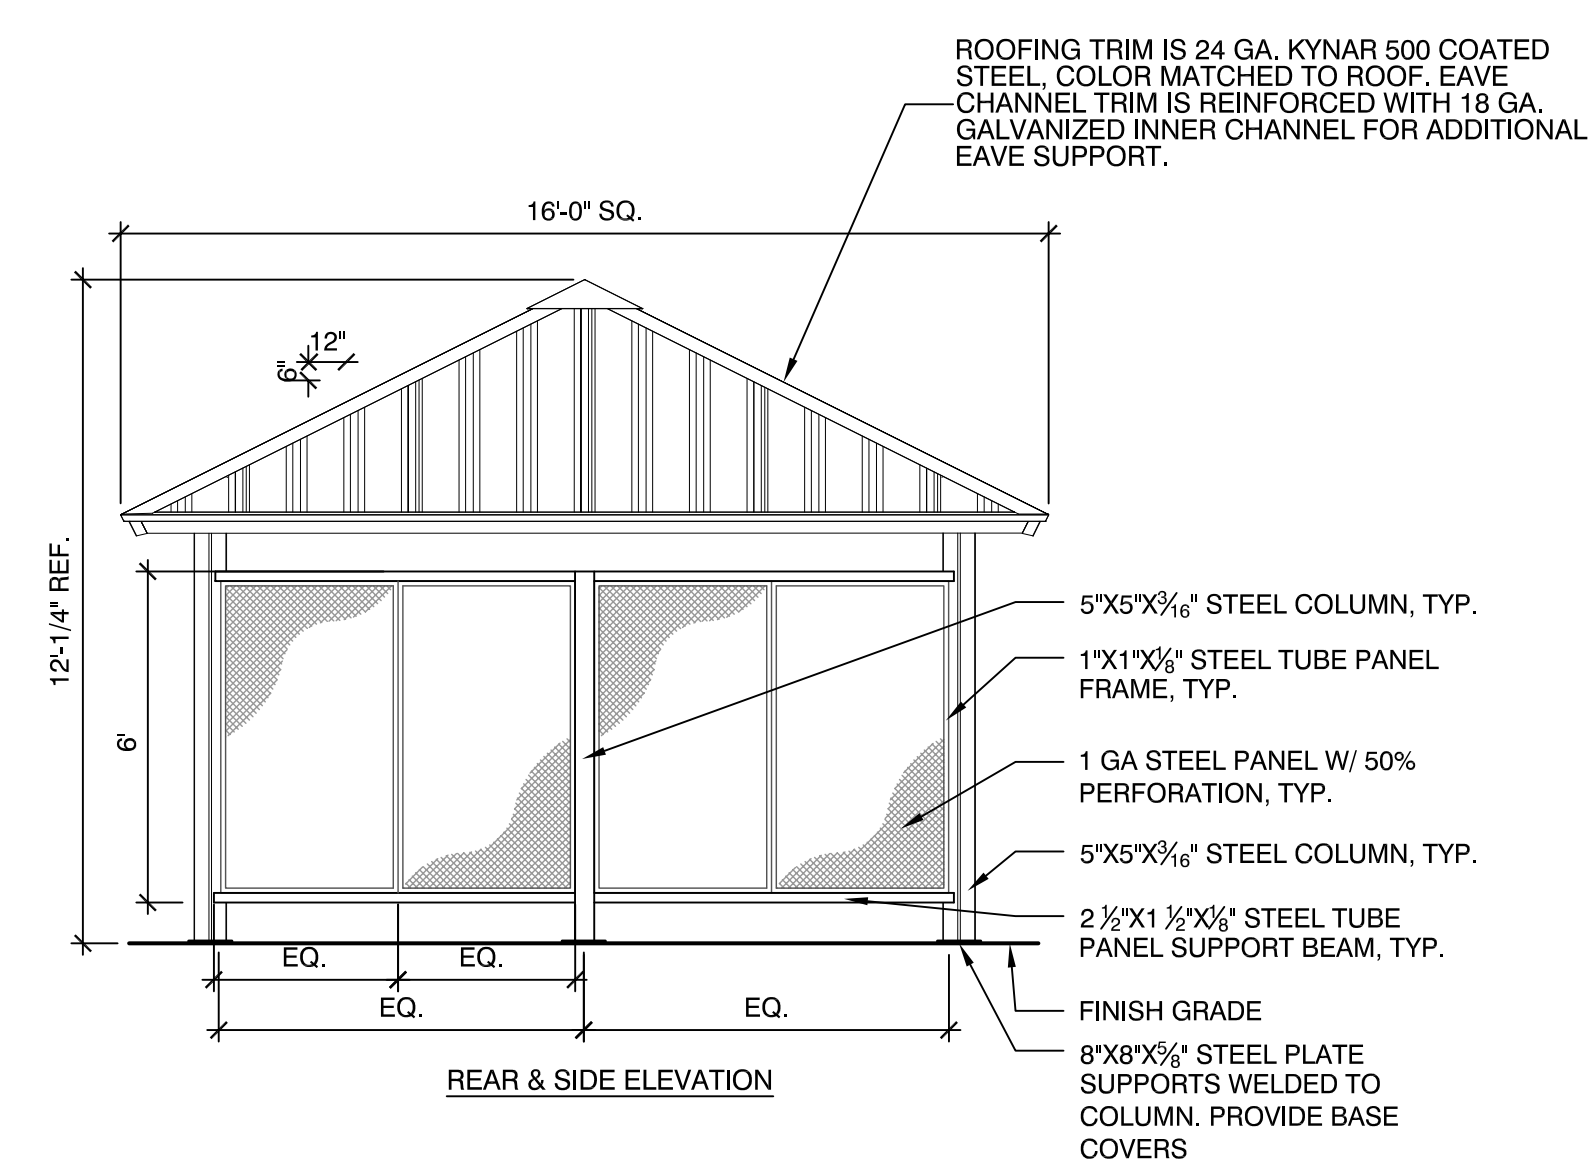 ROOFING TRIM IS 24 GA. KYNAR 500 COATED
STEEL, COLOR MATCHED TO ROOF. EAVE
CHANNEL TRIM IS REINFORCED WITH 18 GA.
GALVANIZED INNER CHANNEL FOR ADDITIONAL
EAVE SUPPORT.
16'-0" SQ.
12"
6"
12'-1/4" REF.
6'
5"X5"X3/16" STEEL COLUMN, TYP.
1"X1"X1/8" STEEL TUBE PANEL
FRAME, TYP.
1 GA STEEL PANEL W/ 50%
PERFORATION, TYP.
5"X5"X3/16" STEEL COLUMN, TYP.
2 1/2"X1 1/2"X1/8" STEEL TUBE
PANEL SUPPORT BEAM, TYP.
EQ.
EQ.
EQ.
EQ.
FINISH GRADE
8"X8"X5/8" STEEL PLATE
SUPPORTS WELDED TO
COLUMN. PROVIDE BASE
COVERS
REAR & SIDE ELEVATION